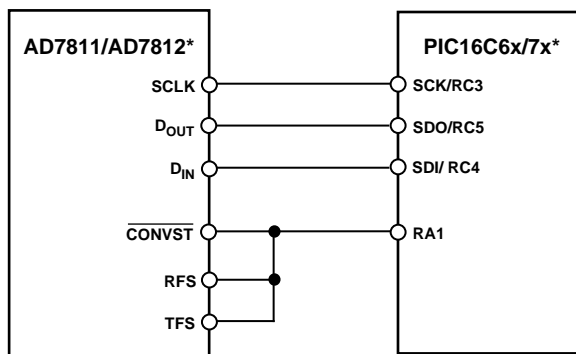 AD7811/AD7812*
PIC16C6x/7x*
SCLK
SCK/RC3
DOUT
SDO/RC5
DIN
SDI/ RC4
CONVST
RA1
RFS
TFS